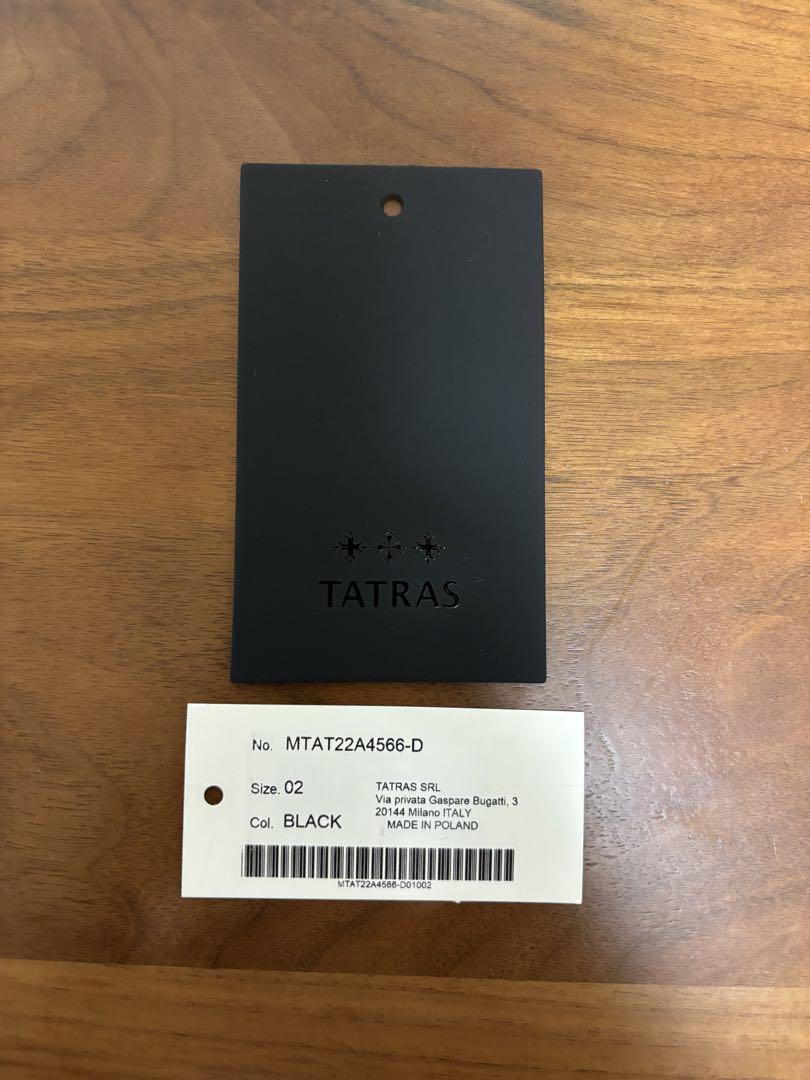 TATRAS
No. MTAT22A4566-D
Size. 02
Col. BLACK
TATRAS SRL
Via privata Gaspare Bugatti, 3
20144 Milano ITALY
MADE IN POLAND
MTAT22A4566-D01002